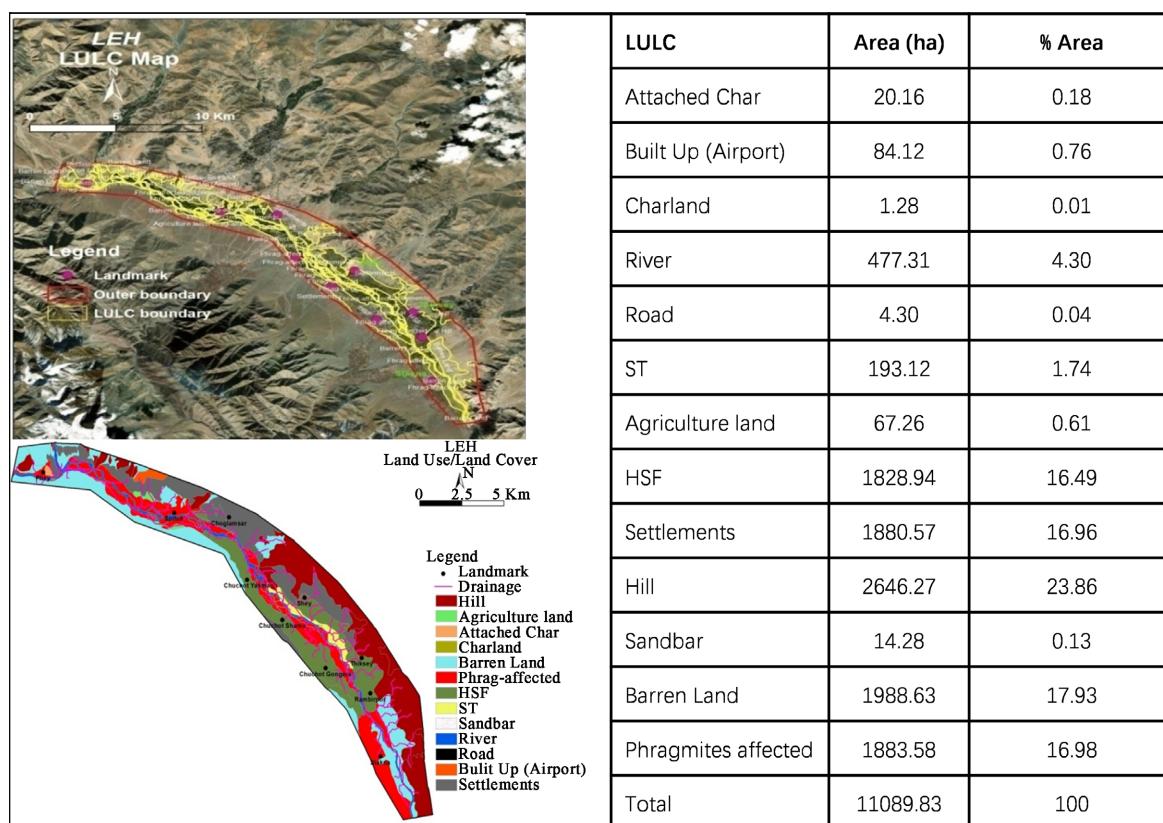 LEH
LULC Map
N
0 5 10 Km
Legend
Landmark
Outer boundary
LULC boundary
LEH
Land Use/Land Cover
N
0 2.5 5 Km
Choglamsar
Shey
Thiksey
Legend
Landmark
Drainage
Hill
Agriculture land
Attached Char
Charland
Barren Land
Phrag-affected
HSF
ST
Sandbar
River
Road
Bulit Up (Airport)
Settlements
LULC Area (ha) % Area
Attached Char 20.16 0.18
Built Up (Airport) 84.12 0.76
Charland 1.28 0.01
River 477.31 4.30
Road 4.30 0.04
ST 193.12 1.74
Agriculture land 67.26 0.61
HSF 1828.94 16.49
Settlements 1880.57 16.96
Hill 2646.27 23.86
Sandbar 14.28 0.13
Barren Land 1988.63 17.93
Phragmites affected 1883.58 16.98
Total 11089.83 100